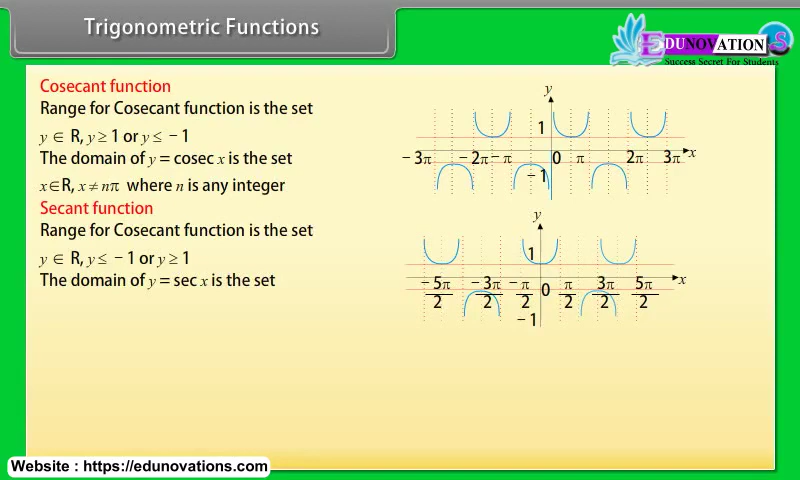 Trigonometric Functions
EDUNOVATION S
Success Secret For Students
Cosecant function
Range for Cosecant function is the set
y ∈ R, y ≥ 1 or y ≤ − 1
The domain of y = cosec x is the set
x∈R, x ≠ nπ where n is any integer
Secant function
Range for Cosecant function is the set
y ∈ R, y ≤ − 1 or y ≥ 1
The domain of y = sec x is the set
y
1
− 3π − 2π − π 0 π 2π 3π x
− 1
y
1
− 5π/2 − 3π/2 − π/2 0 π/2 3π/2 5π/2 x
− 1
Website : https://edunovations.com